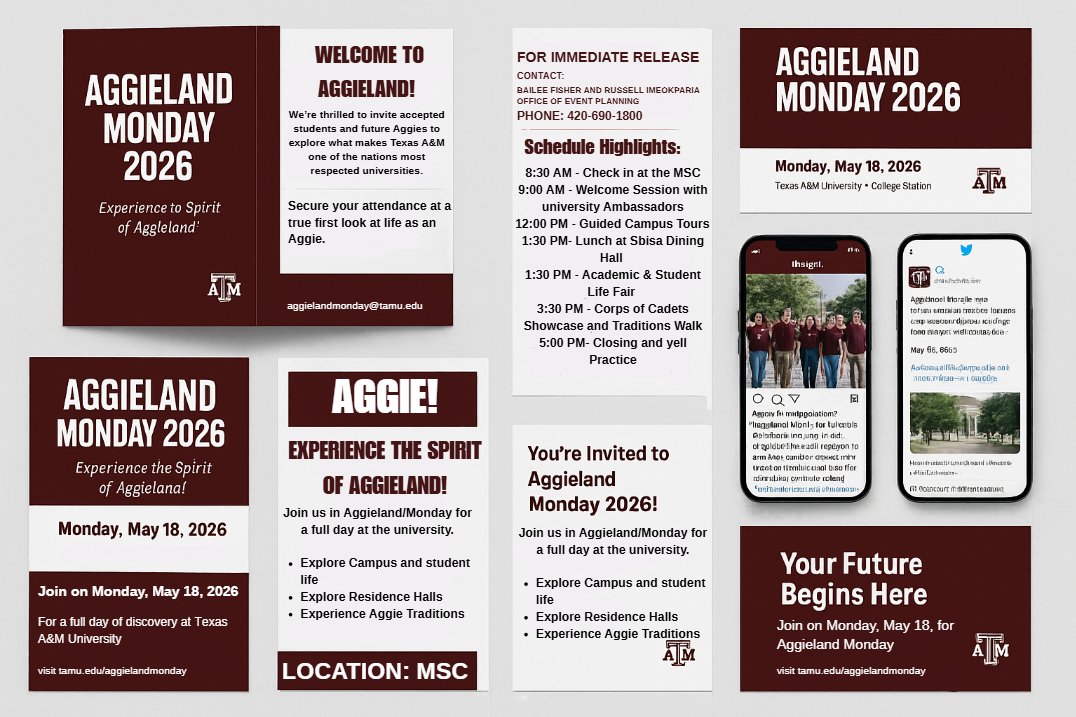 AGGIELAND
MONDAY
2026
Experience to Spirit
of Aggleland'
ATM
WELCOME TO
AGGIELAND!
We're thrilled to invite accepted
students and future Aggies to
explore what makes Texas A&M
one of the nations most
respected universities.
Secure your attendance at a
true first look at life as an
Aggie.
aggielandmonday@tamu.edu
FOR IMMEDIATE RELEASE
CONTACT:
BAILEE FISHER AND RUSSELL IMEOKPARIA
OFFICE OF EVENT PLANNING
PHONE: 420-690-1800
Schedule Highlights:
8:30 AM - Check in at the MSC
9:00 AM - Welcome Session with
university Ambassadors
12:00 PM - Guided Campus Tours
1:30 PM- Lunch at Sbisa Dining
Hall
1:30 PM - Academic & Student
Life Fair
3:30 PM - Corps of Cadets
Showcase and Traditions Walk
5:00 PM- Closing and yell
Practice
AGGIELAND
MONDAY 2026
Monday, May 18, 2026
Texas A&M University • College Station
ATM
AGGIELAND
MONDAY 2026
Experience the Spirit
of Aggielana!
Monday, May 18, 2026
Join on Monday, May 18, 2026
For a full day of discovery at Texas
A&M University
visit tamu.edu/aggielandmonday
AGGIE!
EXPERIENCE THE SPIRIT
OF AGGIELAND!
Join us in Aggieland/Monday for
a full day at the university.
• Explore Campus and student
life
• Explore Residence Halls
• Experience Aggie Traditions
LOCATION: MSC
You're Invited to
Aggieland
Monday 2026!
Join us in Aggieland/Monday for
a full day at the university.
• Explore Campus and student
life
• Explore Residence Halls
• Experience Aggie Traditions
ATM
Your Future
Begins Here
Join on Monday, May 18, for
Aggieland Monday
visit tamu.edu/aggielandmonday
ATM